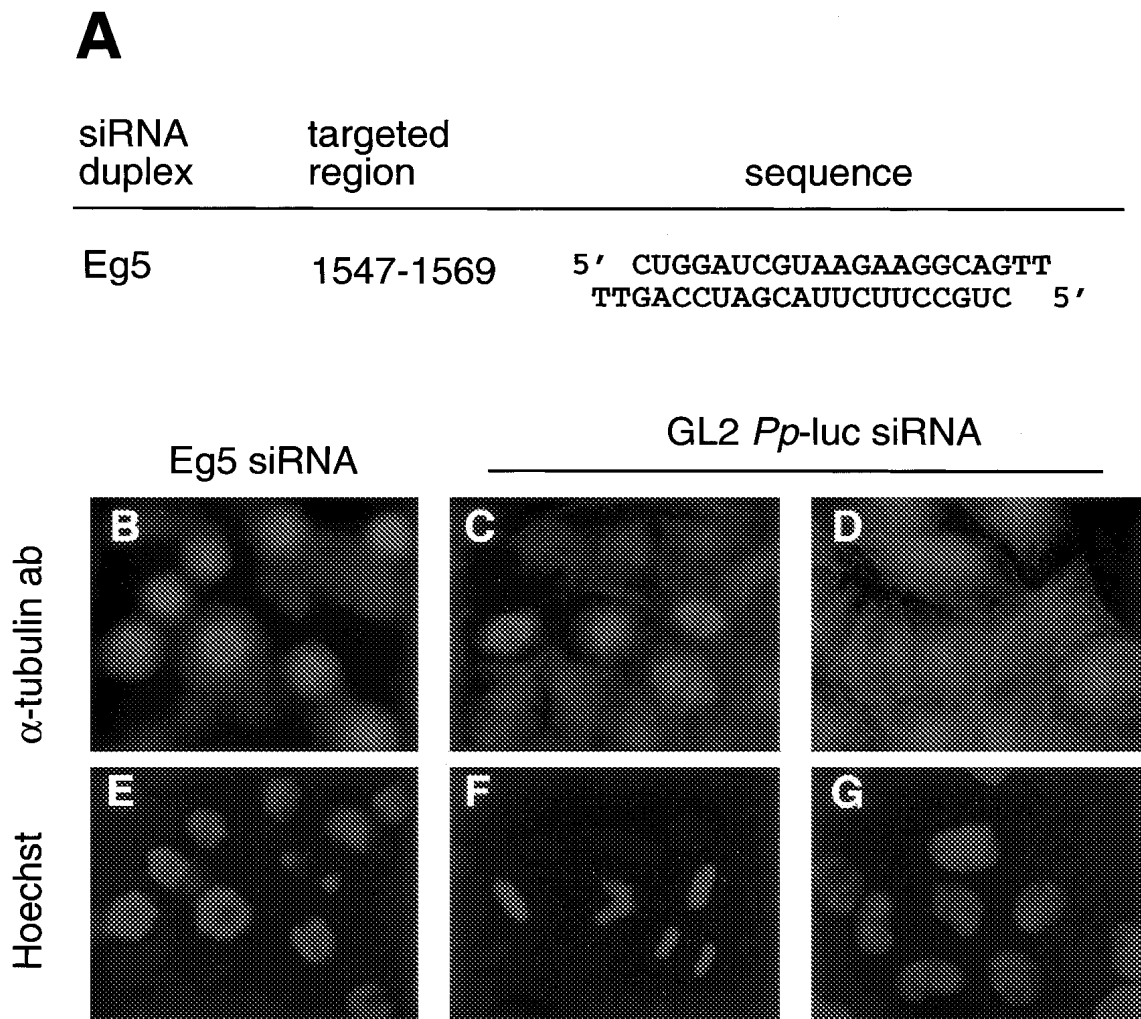 A
siRNA duplex
targeted region
sequence
Eg5
1547-1569
5' CUGGAUCGUAAGAAGGCAGTT
TTGACCUAGCAUUCUUCCGUC 5'
Eg5 siRNA
GL2 Pp-luc siRNA
α-tubulin ab
B
C
D
Hoechst
E
F
G